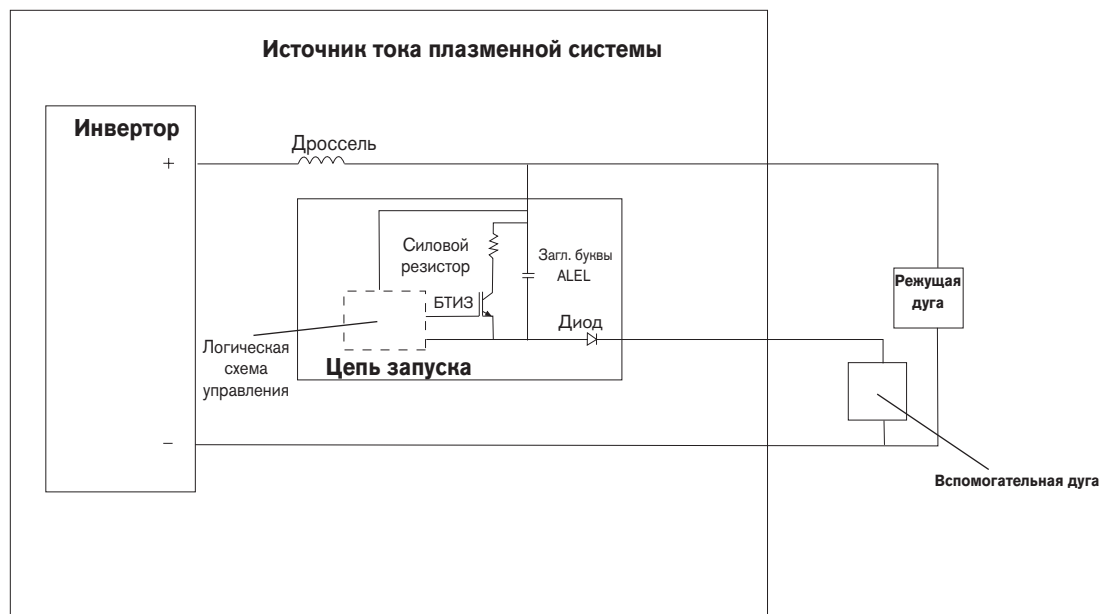 Источник тока плазменной системы
Инвертор
+
Дроссель
Силовой
резистор
Загл. буквы
ALEL
БТИЗ
Диод
Режущая
дуга
Логическая
схема
управления
Цепь запуска
–
Вспомогательная дуга